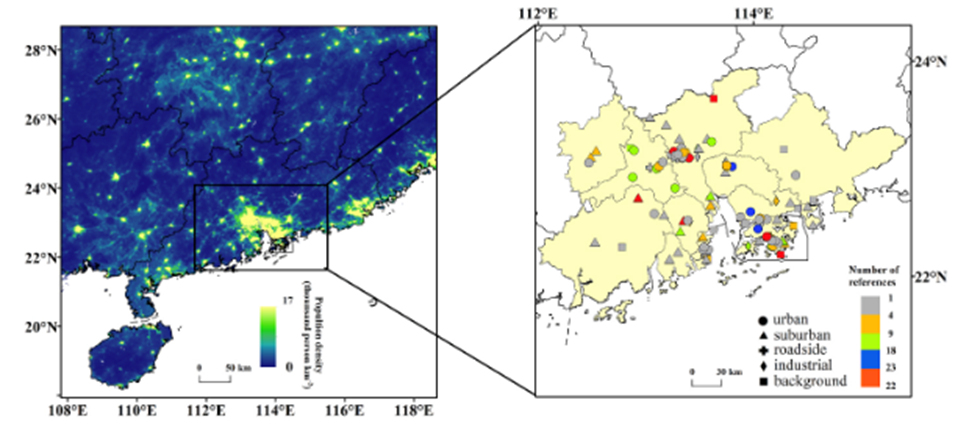 112°E
114°E
28°N
26°N
24°N
22°N
20°N
108°E
110°E
112°E
114°E
116°E
118°E
17
0
Popultion density
(thousand person km⁻²)
0 50 km
24°N
22°N
Number of
references
1
4
9
18
23
22
urban
suburban
roadside
industrial
background
0 30 km